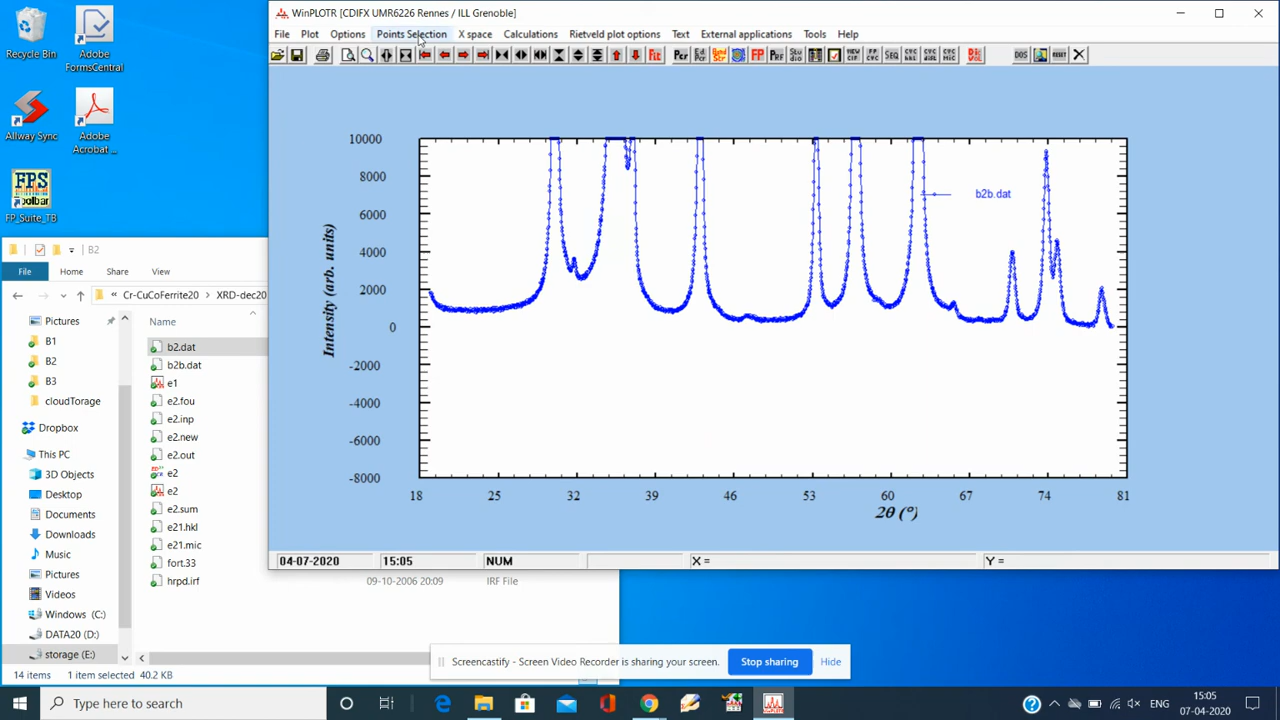 Recycle Bin
Adobe FormsCentral
Allway Sync
Adobe Acrobat ...
FPS
Toolbar
FP_Suite_TB
WinPLOTR [CDIFX UMR6226 Rennes / ILL Grenoble]
File Plot Options Points Selection X space Calculations Rietveld plot options Text External applications Tools Help
10000
8000
6000
4000
2000
0
-2000
-4000
-6000
-8000
Intensity (arb. units)
b2b.dat
18 25 32 39 46 53 60 67 74 81
2θ (°)
04-07-2020 15:05 NUM X = Y =
B2
File Home Share View
« Cr-CuCoFerrite20 › XRD-dec20
Pictures
B1
B2
B3
cloudTorage
Dropbox
This PC
3D Objects
Desktop
Documents
Downloads
Music
Pictures
Videos
Windows (C:)
DATA20 (D:)
storage (E:)
Name
b2.dat
b2b.dat
e1
e2.fou
e2.inp
e2.new
e2.out
e2
e2
e2.sum
e21.hkl
e21.mic
fort.33
hrpd.irf 09-10-2006 20:09 IRF File
14 items 1 item selected 40.2 KB
Screencastify - Screen Video Recorder is sharing your screen. Stop sharing Hide
Type here to search
ENG
15:05
07-04-2020